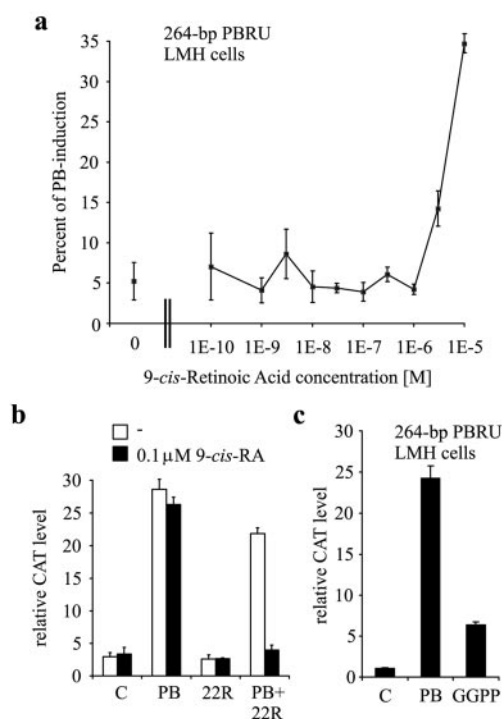 a
264-bp PBRU
LMH cells
Percent of PB-induction
35
30
25
20
15
10
5
0
0 1E-10 1E-9 1E-8 1E-7 1E-6 1E-5
9-cis-Retinoic Acid concentration [M]
b
-
0.1 μM 9-cis-RA
relative CAT level
30
25
20
15
10
5
0
C PB 22R PB+
22R
c
264-bp PBRU
LMH cells
relative CAT level
30
25
20
15
10
5
0
C PB GGPP